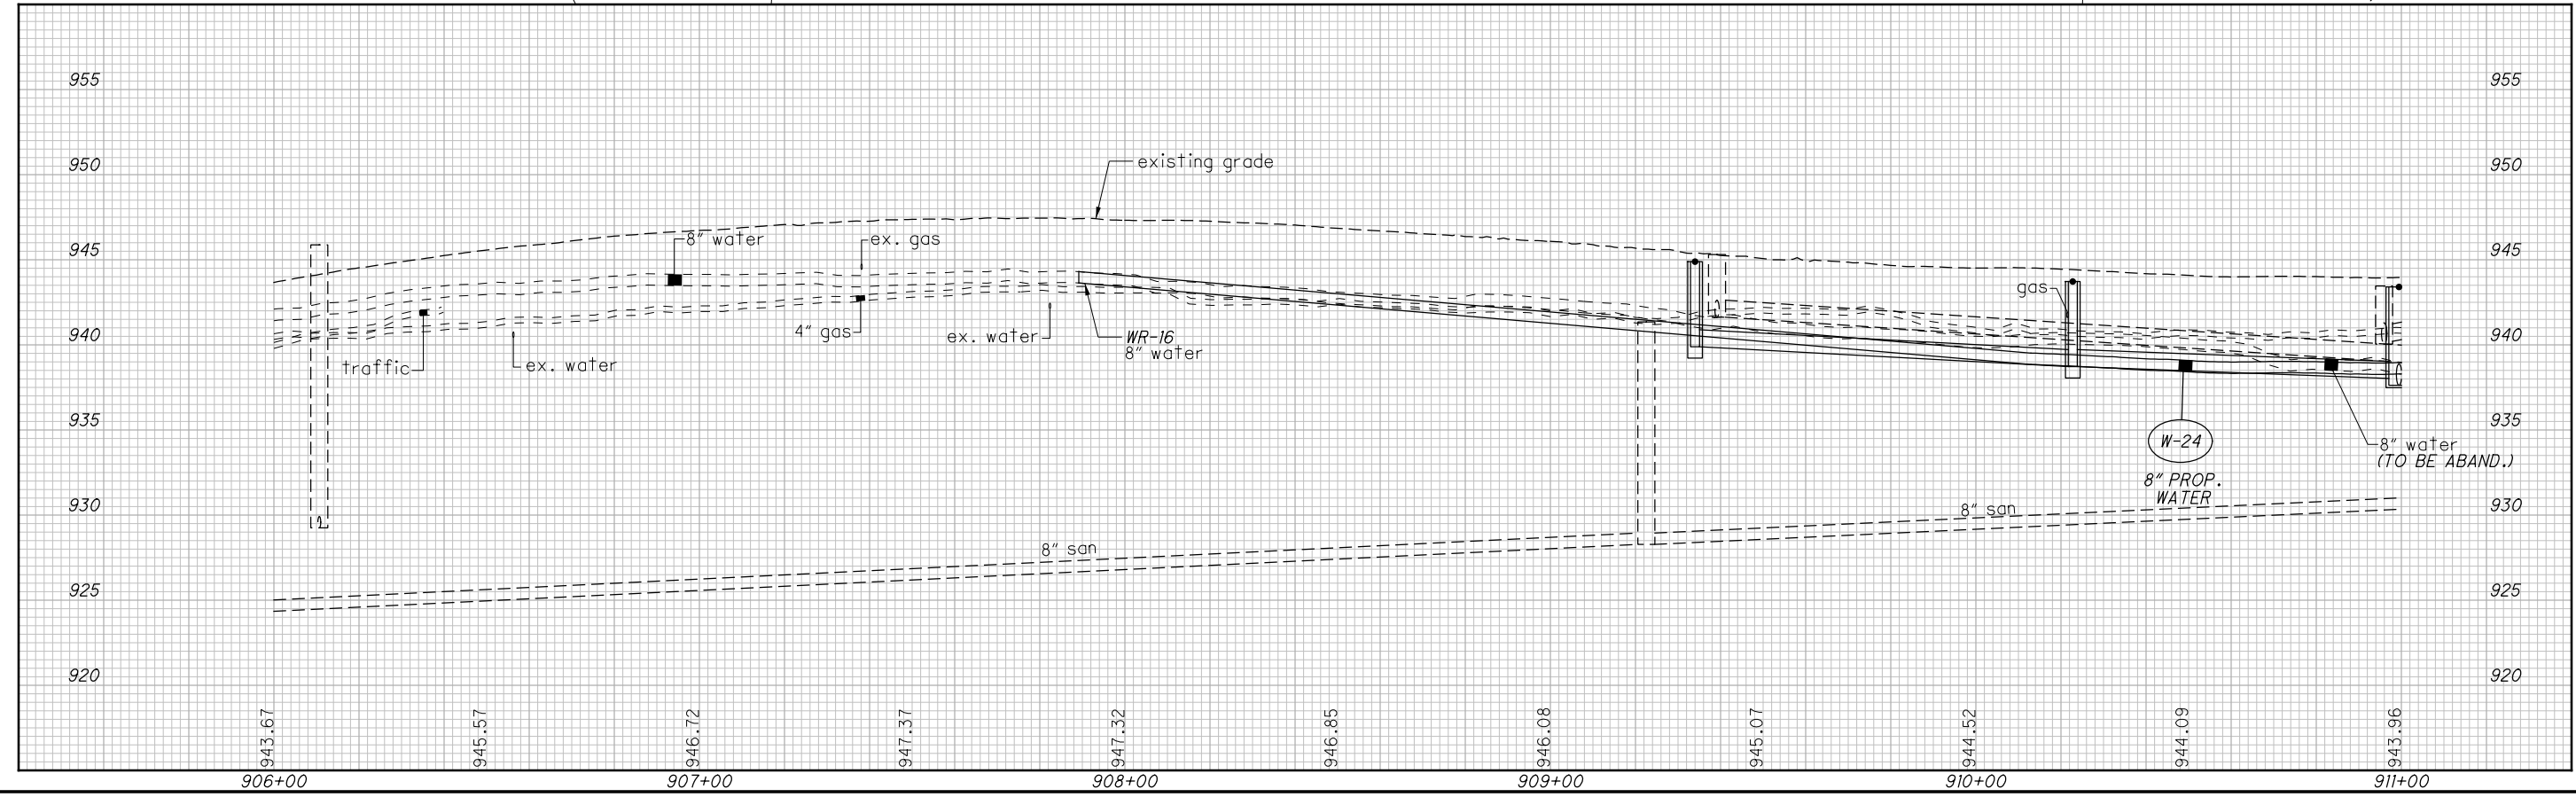 955
955
950
existing grade
950
945
8" water
ex. gas
945
gas
940
traffic
ex. water
4" gas
ex. water
WR-16
8" water
940
935
W-24
8" water
(TO BE ABAND.)
935
8" PROP.
WATER
930
8" san
930
8" san
925
925
920
920
943.67
945.57
946.72
947.37
947.32
946.85
946.08
945.07
944.52
944.09
943.96
906+00
907+00
908+00
909+00
910+00
911+00